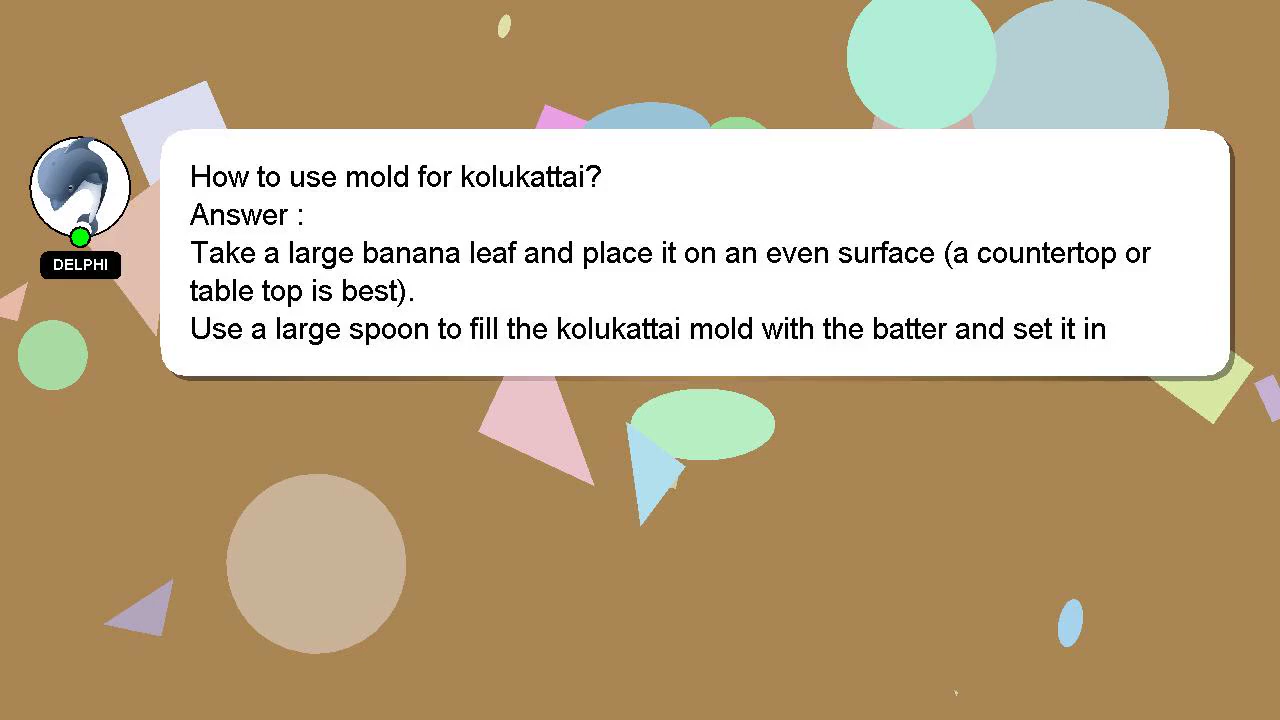 How to use mold for kolukattai?
Answer :
Take a large banana leaf and place it on an even surface (a countertop or
table top is best).
Use a large spoon to fill the kolukattai mold with the batter and set it in
DELPHI